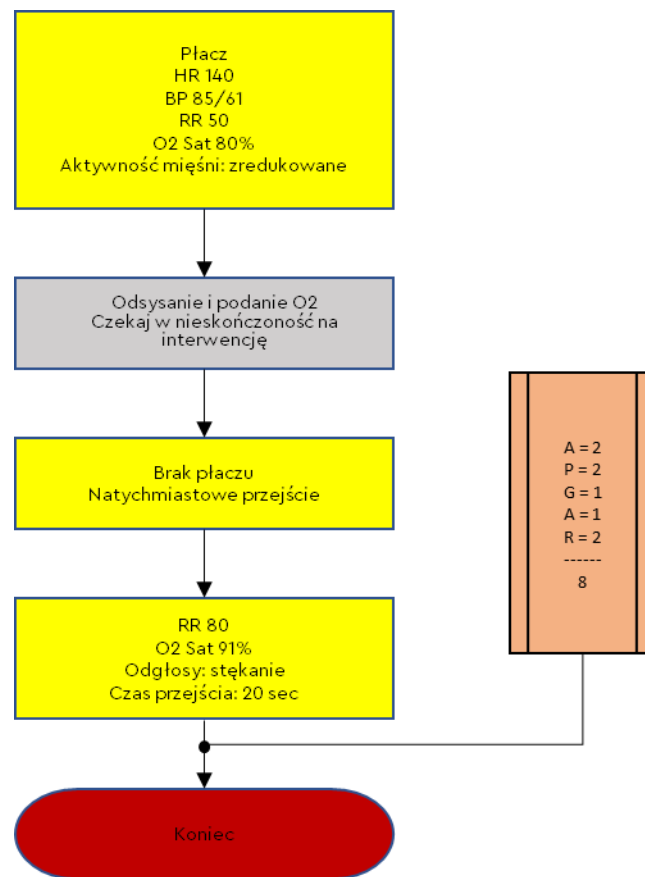 Płacz
HR 140
BP 85/61
RR 50
O2 Sat 80%
Aktywność mięśni: zredukowane
Odsysanie i podanie O2
Czekaj w nieskończoność na
interwencję
Brak płaczu
Natychmiastowe przejście
A = 2
P = 2
G = 1
A = 1
R = 2
------
8
RR 80
O2 Sat 91%
Odgłosy: stękanie
Czas przejścia: 20 sec
Koniec